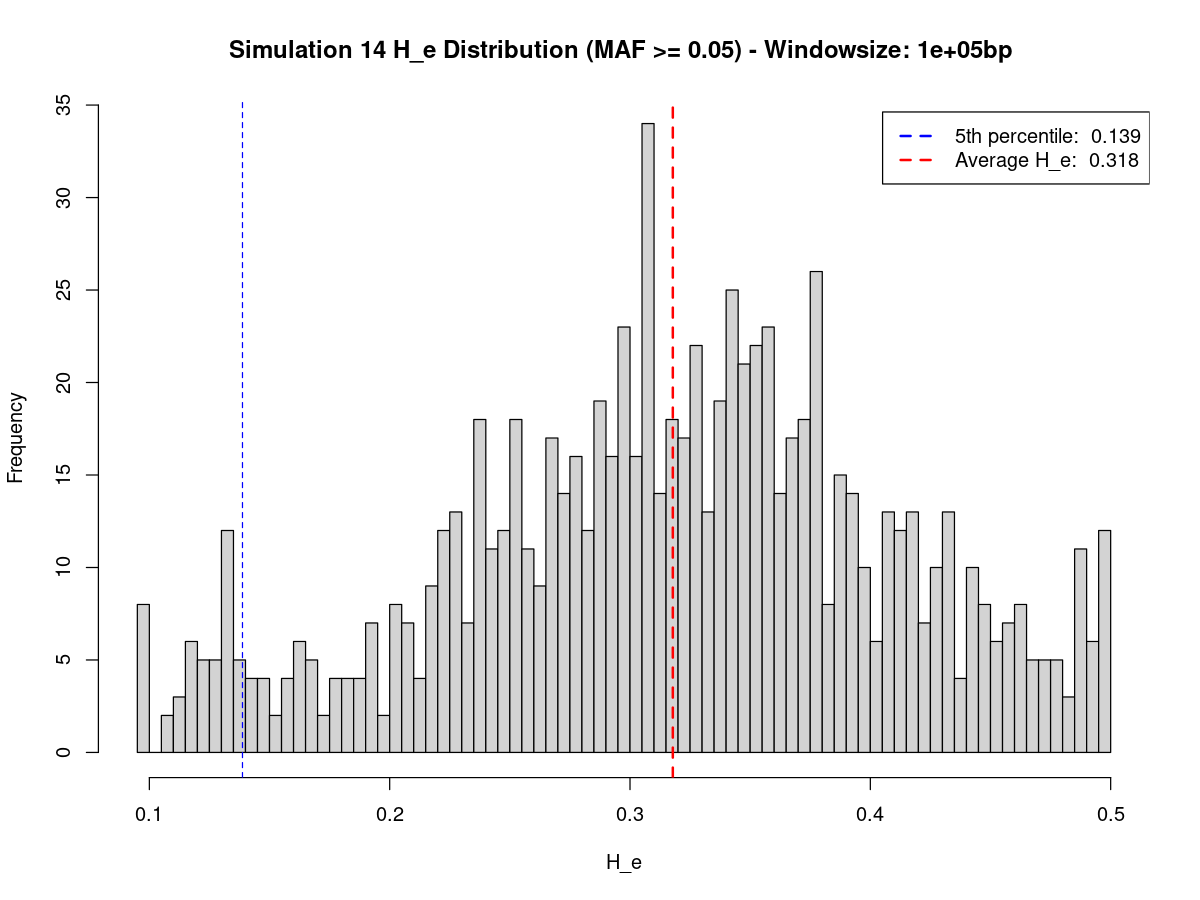 Simulation 14 H_e Distribution (MAF >= 0.05) - Windowsize: 1e+05bp
5th percentile:  0.139
Average H_e:  0.318
Frequency
35
30
25
20
15
10
5
0
0.1 0.2 0.3 0.4 0.5
H_e